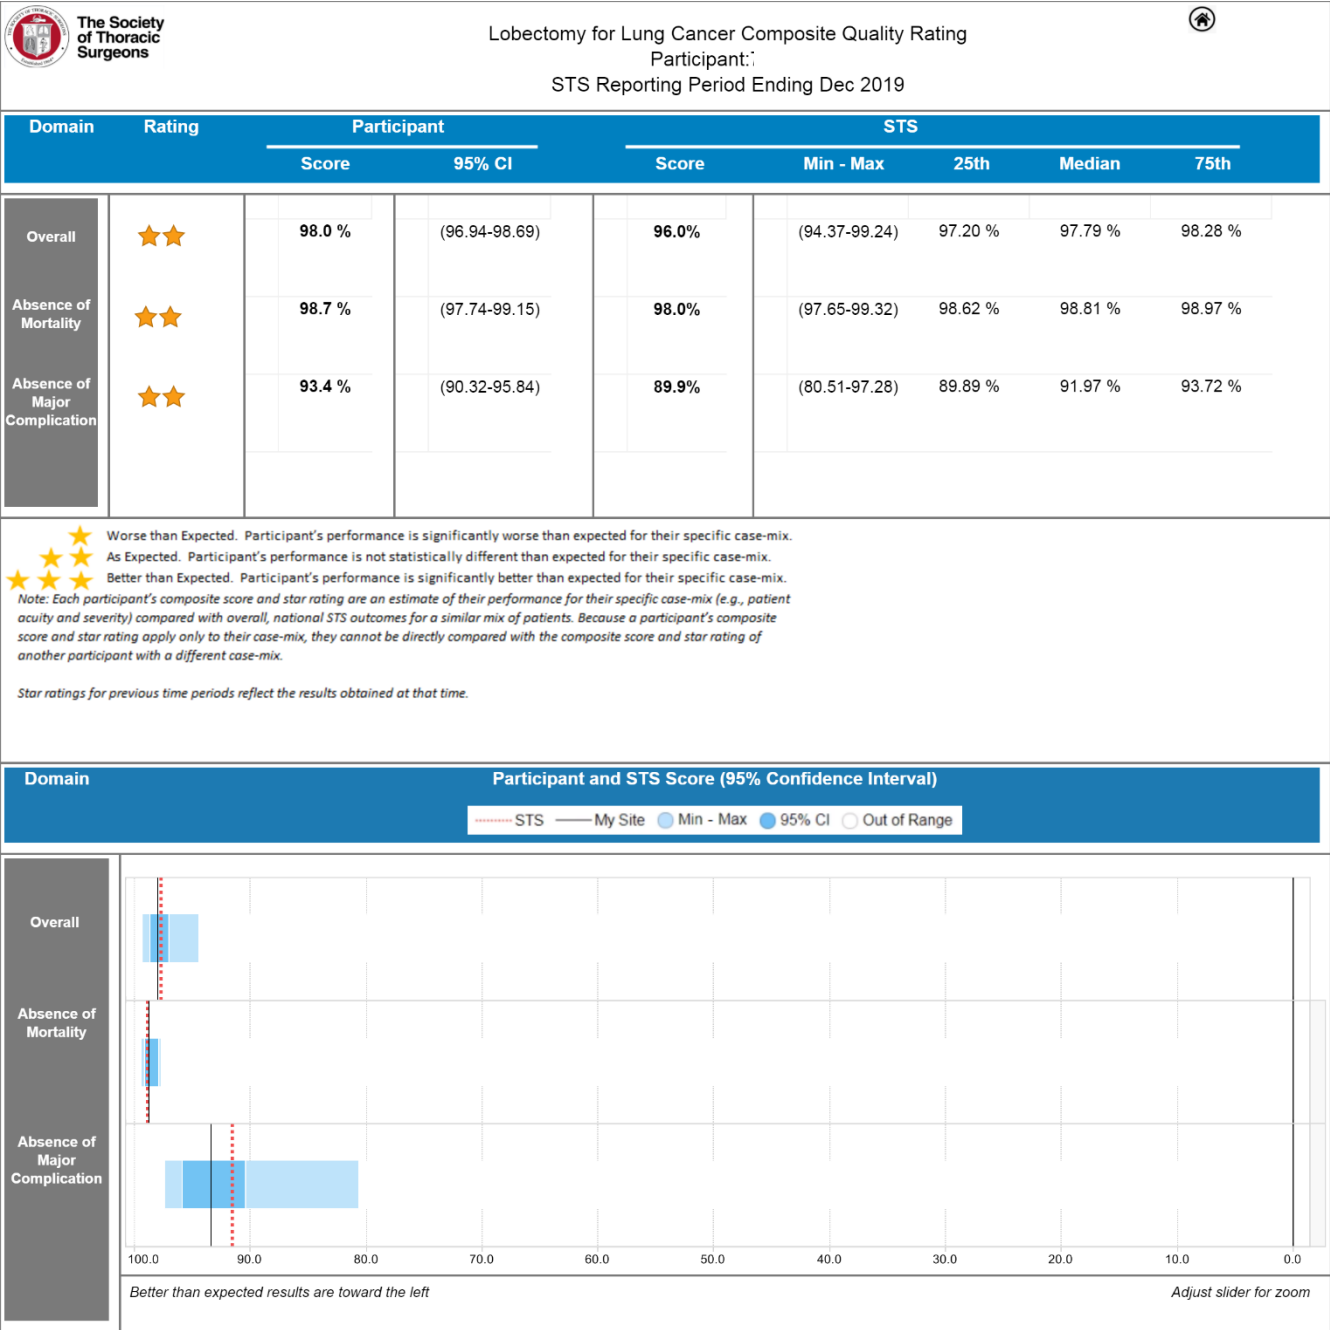 The Society
of Thoracic
Surgeons
Lobectomy for Lung Cancer Composite Quality Rating
Participant:
STS Reporting Period Ending Dec 2019
Domain Rating Participant STS
Score 95% CI Score Min - Max 25th Median 75th
Overall 98.0 % (96.94-98.69) 96.0% (94.37-99.24) 97.20 % 97.79 % 98.28 %
Absence of
Mortality 98.7 % (97.74-99.15) 98.0% (97.65-99.32) 98.62 % 98.81 % 98.97 %
Absence of
Major
Complication 93.4 % (90.32-95.84) 89.9% (80.51-97.28) 89.89 % 91.97 % 93.72 %
Worse than Expected. Participant's performance is significantly worse than expected for their specific case-mix.
As Expected. Participant's performance is not statistically different than expected for their specific case-mix.
Better than Expected. Participant's performance is significantly better than expected for their specific case-mix.
Note: Each participant's composite score and star rating are an estimate of their performance for their specific case-mix (e.g., patient
acuity and severity) compared with overall, national STS outcomes for a similar mix of patients. Because a participant's composite
score and star rating apply only to their case-mix, they cannot be directly compared with the composite score and star rating of
another participant with a different case-mix.
Star ratings for previous time periods reflect the results obtained at that time.
Domain Participant and STS Score (95% Confidence Interval)
STS My Site Min - Max 95% CI Out of Range
Overall
Absence of
Mortality
Absence of
Major
Complication
100.0 90.0 80.0 70.0 60.0 50.0 40.0 30.0 20.0 10.0 0.0
Better than expected results are toward the left Adjust slider for zoom